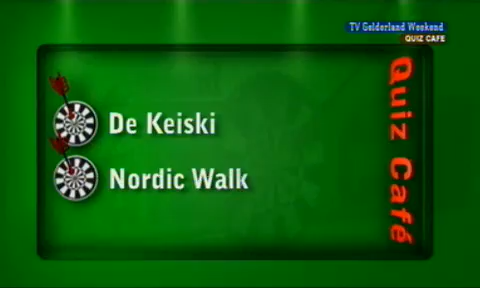 TV Gelderland Weekend
QUIZ CAFE
De Keiski
Nordic Walk
Quiz Café